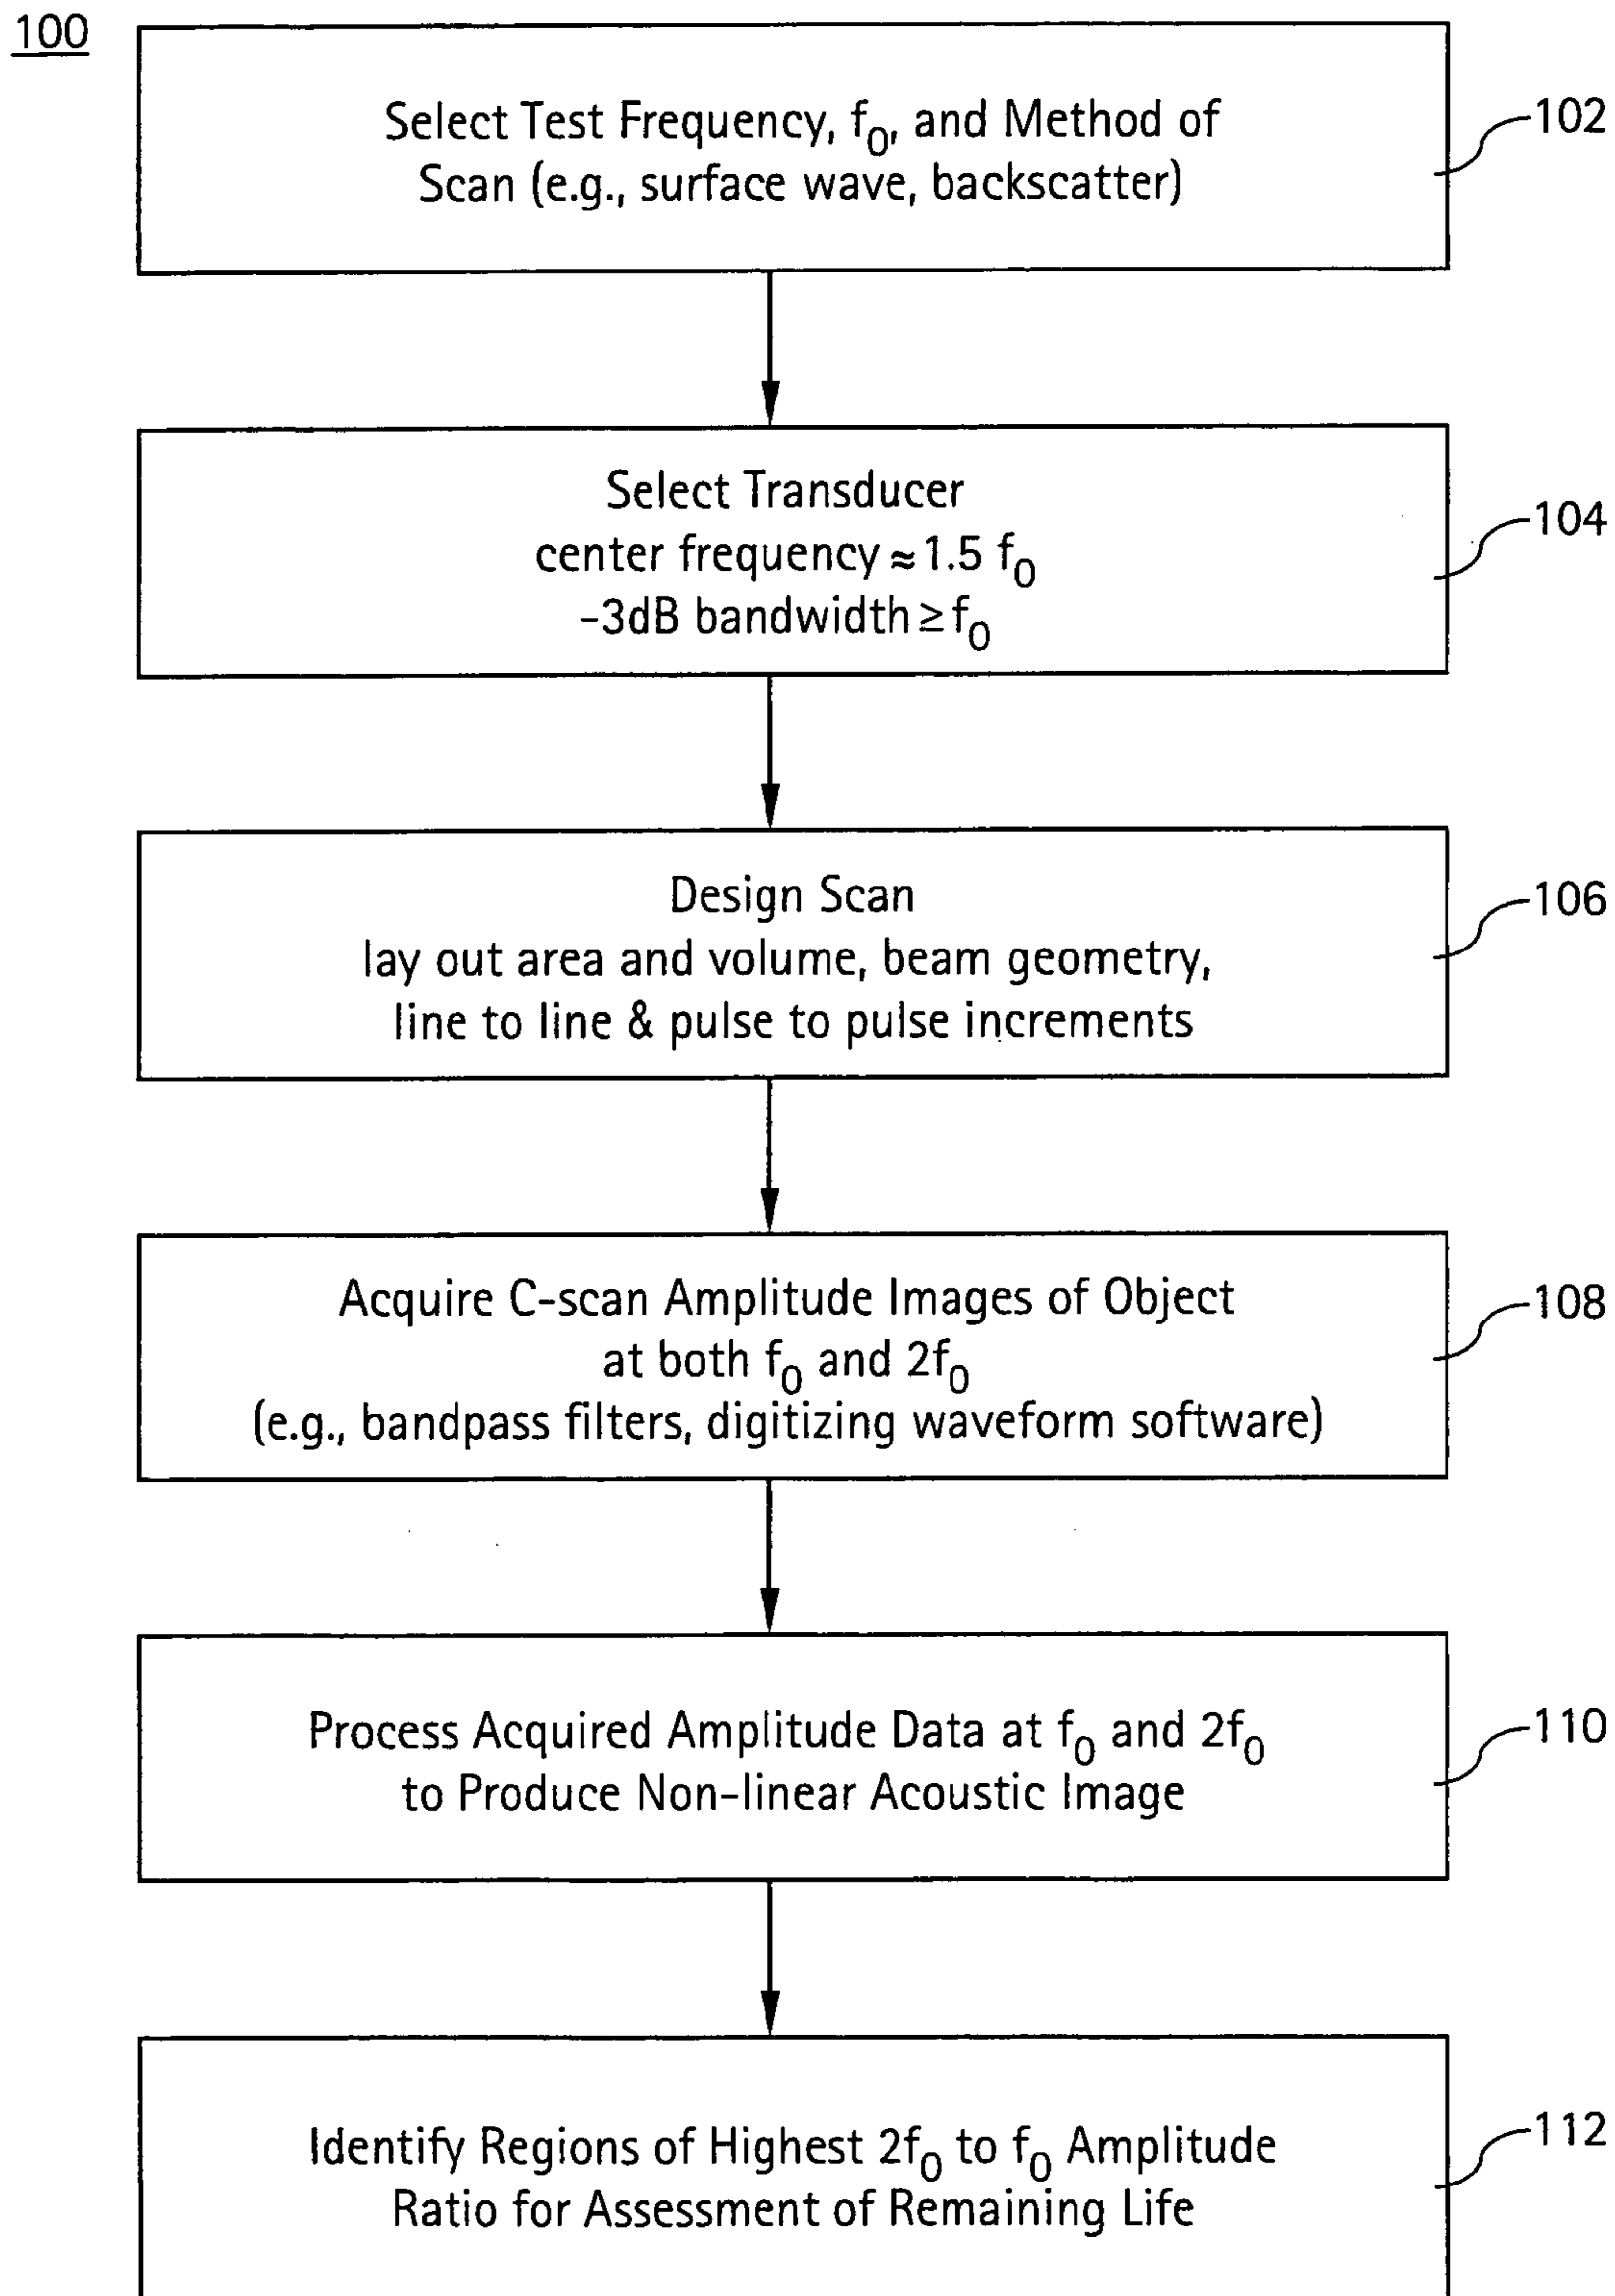 100
Select Test Frequency, f₀, and Method of
Scan (e.g., surface wave, backscatter)
102
Select Transducer
center frequency ≈ 1.5 f₀
-3dB bandwidth ≥ f₀
104
Design Scan
lay out area and volume, beam geometry,
line to line & pulse to pulse increments
106
Acquire C-scan Amplitude Images of Object
at both f₀ and 2f₀
(e.g., bandpass filters, digitizing waveform software)
108
Process Acquired Amplitude Data at f₀ and 2f₀
to Produce Non-linear Acoustic Image
110
Identify Regions of Highest 2f₀ to f₀ Amplitude
Ratio for Assessment of Remaining Life
112